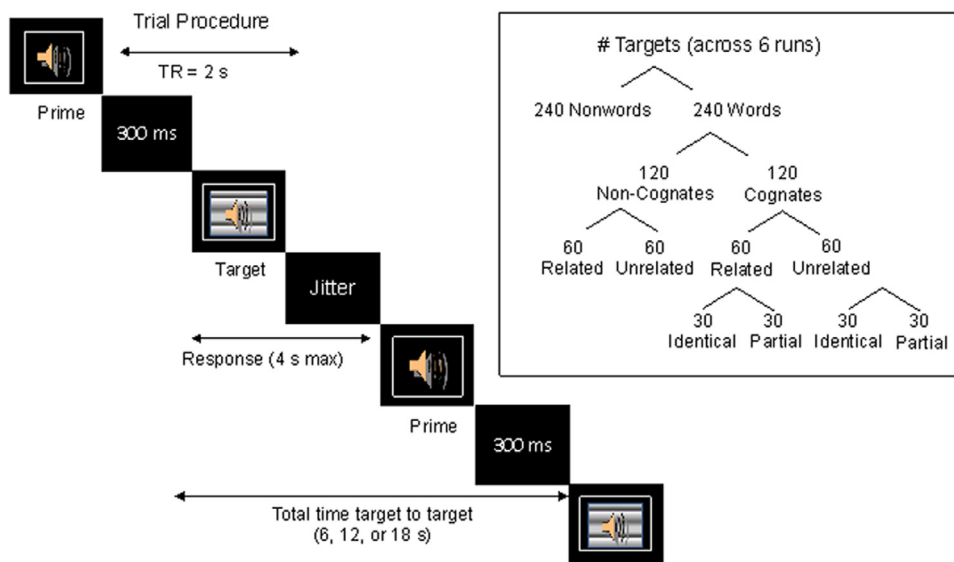 Trial Procedure
TR = 2 s
Prime
300 ms
Target
Jitter
Response (4 s max)
Prime
300 ms
Total time target to target
(6, 12, or 18 s)
# Targets (across 6 runs)
240 Nonwords 240 Words
120 120
Non-Cognates Cognates
60 60 60 60
Related Unrelated Related Unrelated
30 30 30 30
Identical Partial Identical Partial